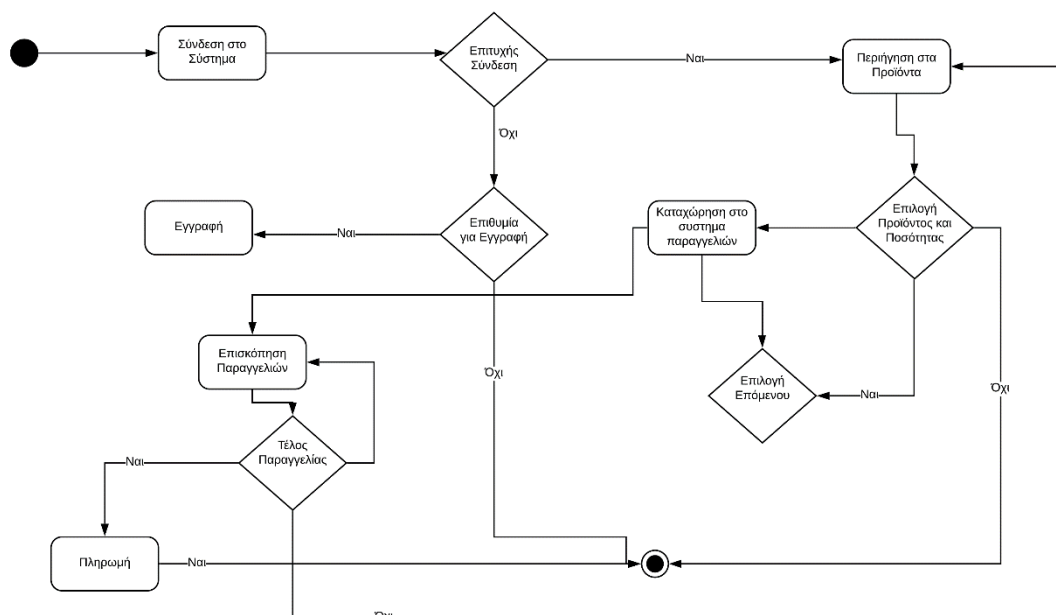 Σύνδεση στο
Σύστημα
Επιτυχής
Σύνδεση
Ναι
Περιήγηση στα
Προϊόντα
Όχι
Εγγραφή
Ναι
Επιθυμία
για Εγγραφή
Καταχώρηση στο
συστημα
παραγγελιών
Επιλογή
Προϊόντος και
Ποσότητας
Επισκόπηση
Παραγγελιών
Όχι
Επιλογή
Επόμενου
Ναι
Όχι
Τέλος
Παραγγελίας
Ναι
Πληρωμή
Ναι
Όχι